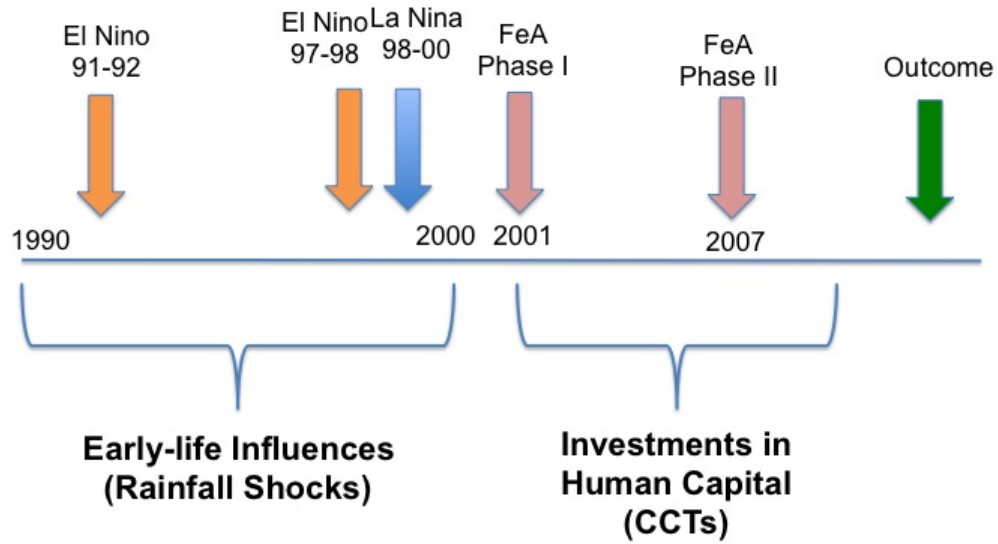 El Nino
91-92
El Nino
97-98
La Nina
98-00
FeA
Phase I
FeA
Phase II
Outcome
1990
2000
2001
2007
Early-life Influences
(Rainfall Shocks)
Investments in
Human Capital
(CCTs)